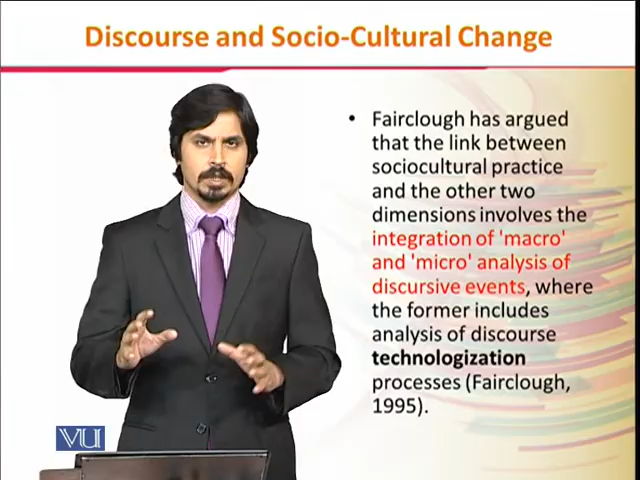 Discourse and Socio-Cultural Change
• Fairclough has argued
that the link between
sociocultural practice
and the other two
dimensions involves the
integration of 'macro'
and 'micro' analysis of
discursive events, where
the former includes
analysis of discourse
technologization
processes (Fairclough,
1995).
VU